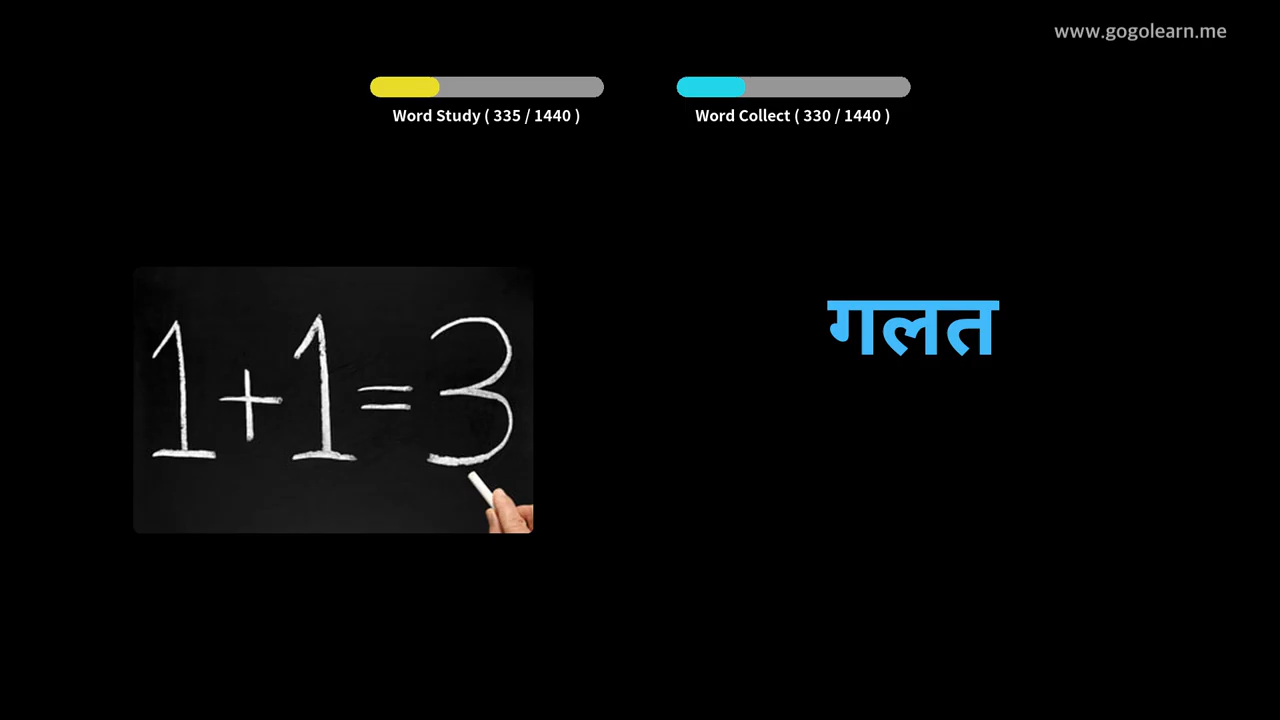 www.gogolearn.me
Word Study ( 335 / 1440 )
Word Collect ( 330 / 1440 )
1+1=3
गलत